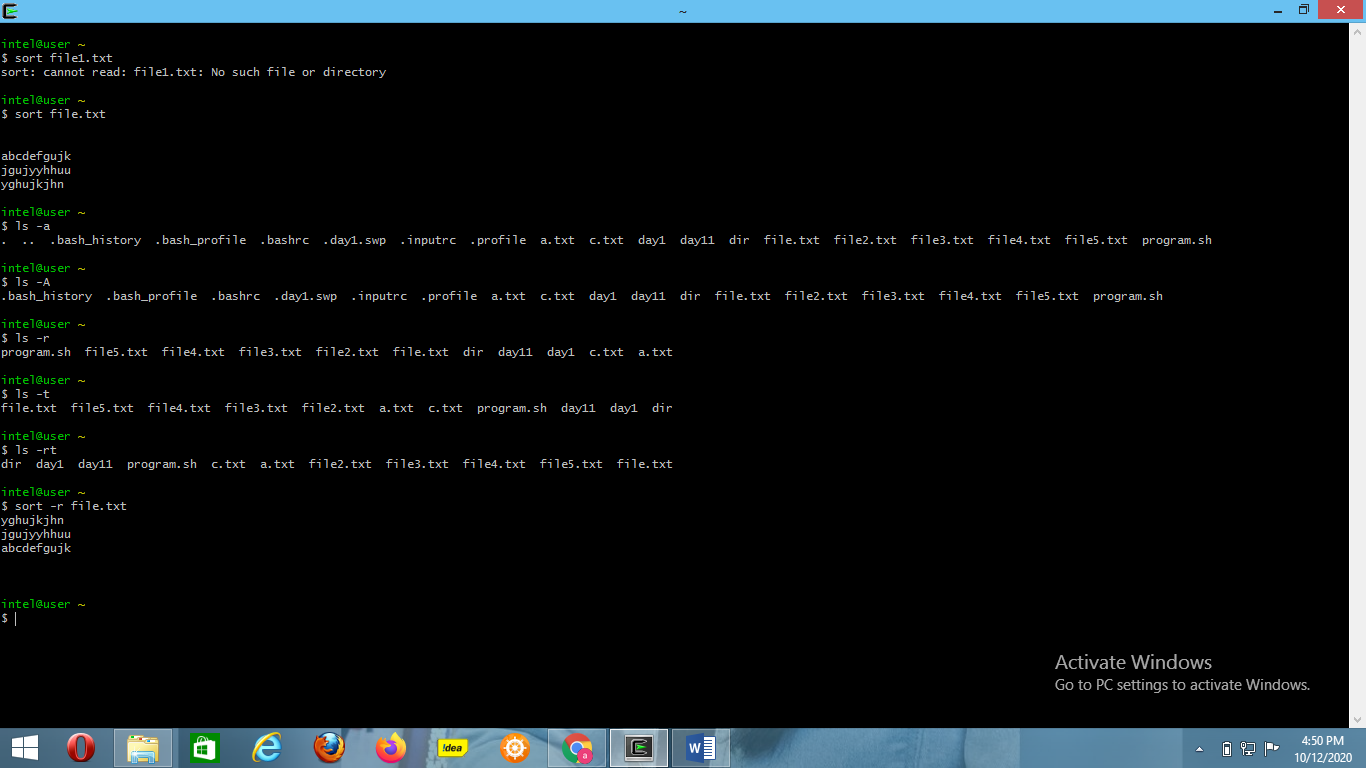 ~
intel@user ~
$ sort file1.txt
sort: cannot read: file1.txt: No such file or directory
intel@user ~
$ sort file.txt
abcdefgujk
jgujyyhhuu
yghujkjhn
intel@user ~
$ ls -a
.  ..  .bash_history  .bash_profile  .bashrc  .day1.swp  .inputrc  .profile  a.txt  c.txt  day1  day11  dir  file.txt  file2.txt  file3.txt  file4.txt  file5.txt  program.sh
intel@user ~
$ ls -A
.bash_history  .bash_profile  .bashrc  .day1.swp  .inputrc  .profile  a.txt  c.txt  day1  day11  dir  file.txt  file2.txt  file3.txt  file4.txt  file5.txt  program.sh
intel@user ~
$ ls -r
program.sh  file5.txt  file4.txt  file3.txt  file2.txt  file.txt  dir  day11  day1  c.txt  a.txt
intel@user ~
$ ls -t
file.txt  file5.txt  file4.txt  file3.txt  file2.txt  a.txt  c.txt  program.sh  day11  day1  dir
intel@user ~
$ ls -rt
dir  day1  day11  program.sh  c.txt  a.txt  file2.txt  file3.txt  file4.txt  file5.txt  file.txt
intel@user ~
$ sort -r file.txt
yghujkjhn
jgujyyhhuu
abcdefgujk
intel@user ~
$
Activate Windows
Go to PC settings to activate Windows.
!dea
a
W
4:50 PM
10/12/2020